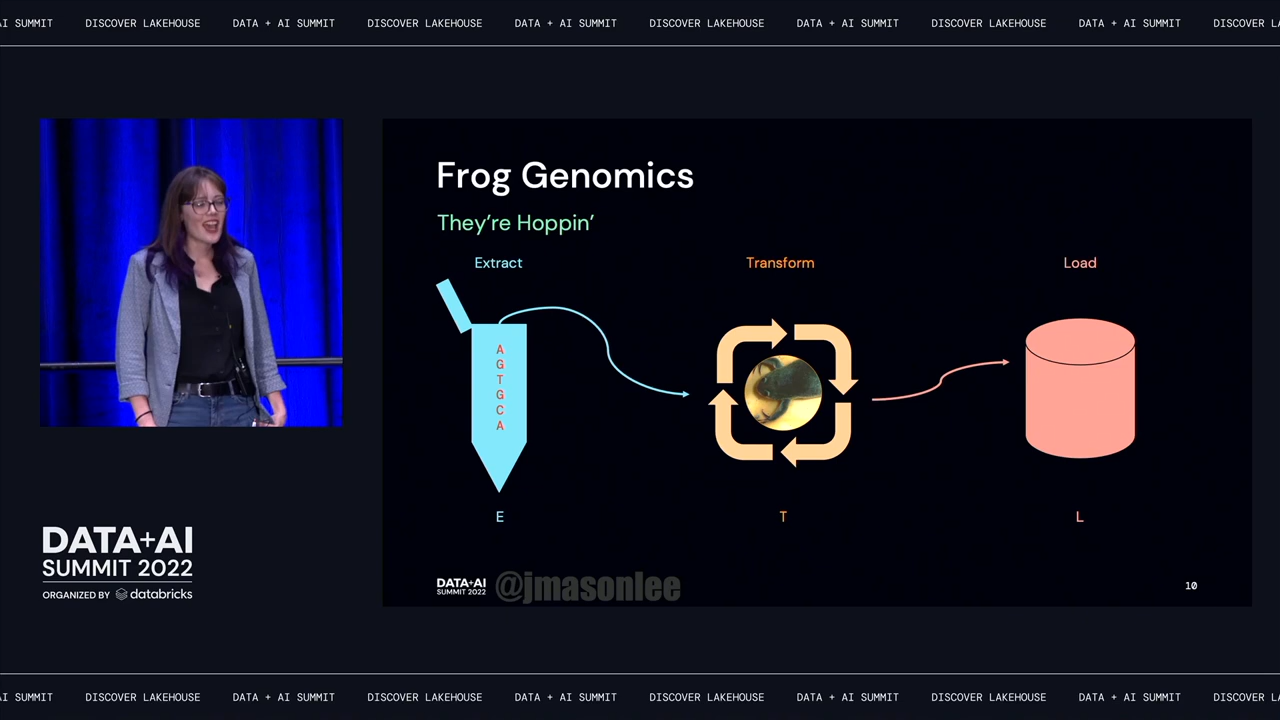 AI SUMMIT DISCOVER LAKEHOUSE DATA + AI SUMMIT DISCOVER LAKEHOUSE DATA + AI SUMMIT DISCOVER LAKEHOUSE DATA + AI SUMMIT DISCOVER LAKEHOUSE DATA + AI SUMMIT DISCOVER
Frog Genomics
They're Hoppin'
Extract Transform Load
A
G
T
G
C
A
E T L
DATA+AI
SUMMIT 2022
@jmasonlee
10
DATA+AI
SUMMIT 2022
ORGANIZED BY databricks
AI SUMMIT DISCOVER LAKEHOUSE DATA + AI SUMMIT DISCOVER LAKEHOUSE DATA + AI SUMMIT DISCOVER LAKEHOUSE DATA + AI SUMMIT DISCOVER LAKEHOUSE DATA + AI SUMMIT DISCOVER